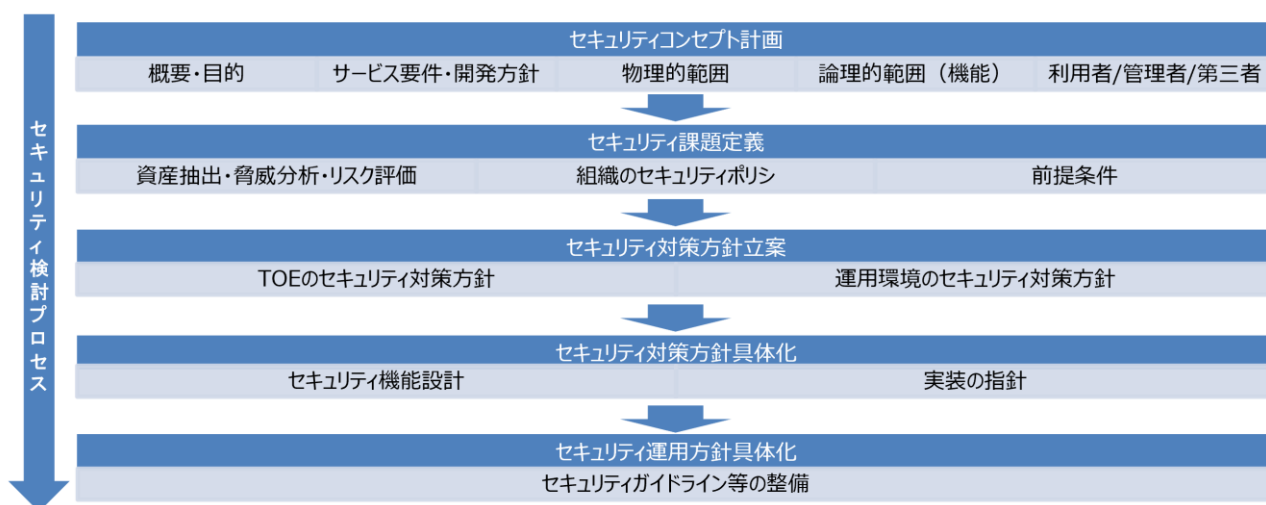 セキュリティ検討プロセス
セキュリティコンセプト計画
概要・目的 サービス要件・開発方針 物理的範囲 論理的範囲（機能） 利用者/管理者/第三者
セキュリティ課題定義
資産抽出・脅威分析・リスク評価 組織のセキュリティポリシ 前提条件
セキュリティ対策方針立案
TOEのセキュリティ対策方針 運用環境のセキュリティ対策方針
セキュリティ対策方針具体化
セキュリティ機能設計 実装の指針
セキュリティ運用方針具体化
セキュリティガイドライン等の整備